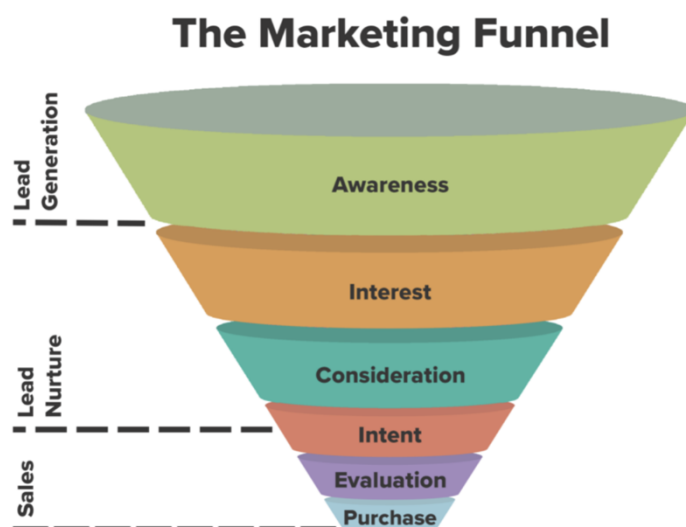 The Marketing Funnel
Lead
Generation
Awareness
Interest
Lead
Nurture
Consideration
Intent
Sales
Evaluation
Purchase